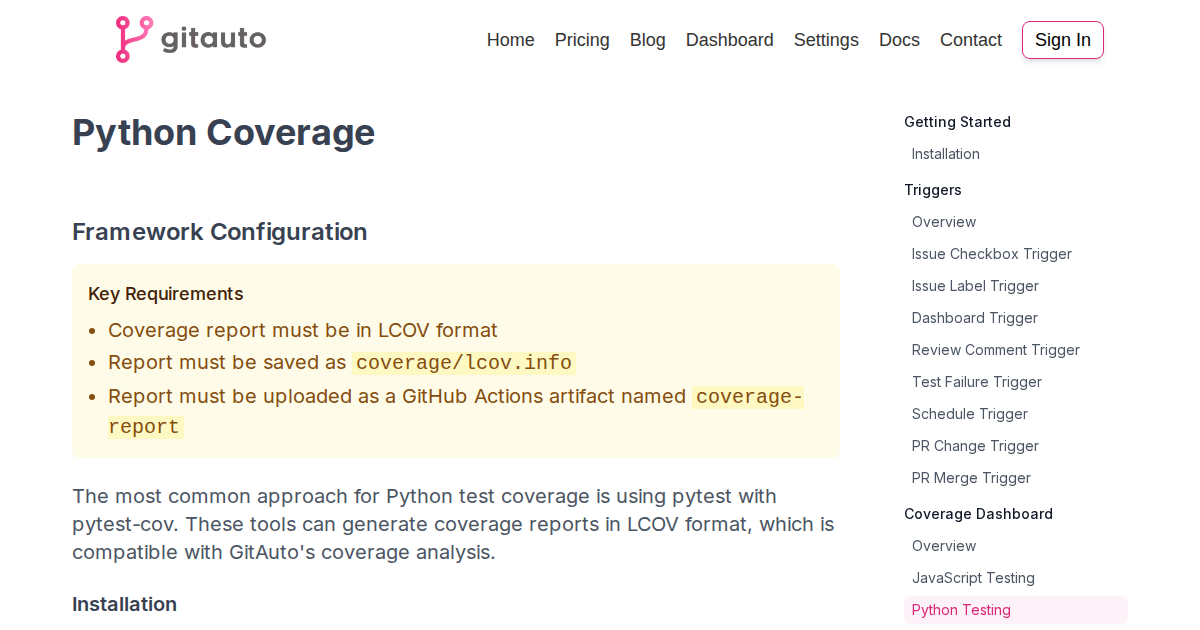 gitauto
Home Pricing Blog Dashboard Settings Docs Contact Sign In
Python Coverage
Framework Configuration
Key Requirements
• Coverage report must be in LCOV format
• Report must be saved as coverage/lcov.info
• Report must be uploaded as a GitHub Actions artifact named coverage-
report
The most common approach for Python test coverage is using pytest with
pytest-cov. These tools can generate coverage reports in LCOV format, which is
compatible with GitAuto's coverage analysis.
Installation
Getting Started
Installation
Triggers
Overview
Issue Checkbox Trigger
Issue Label Trigger
Dashboard Trigger
Review Comment Trigger
Test Failure Trigger
Schedule Trigger
PR Change Trigger
PR Merge Trigger
Coverage Dashboard
Overview
JavaScript Testing
Python Testing